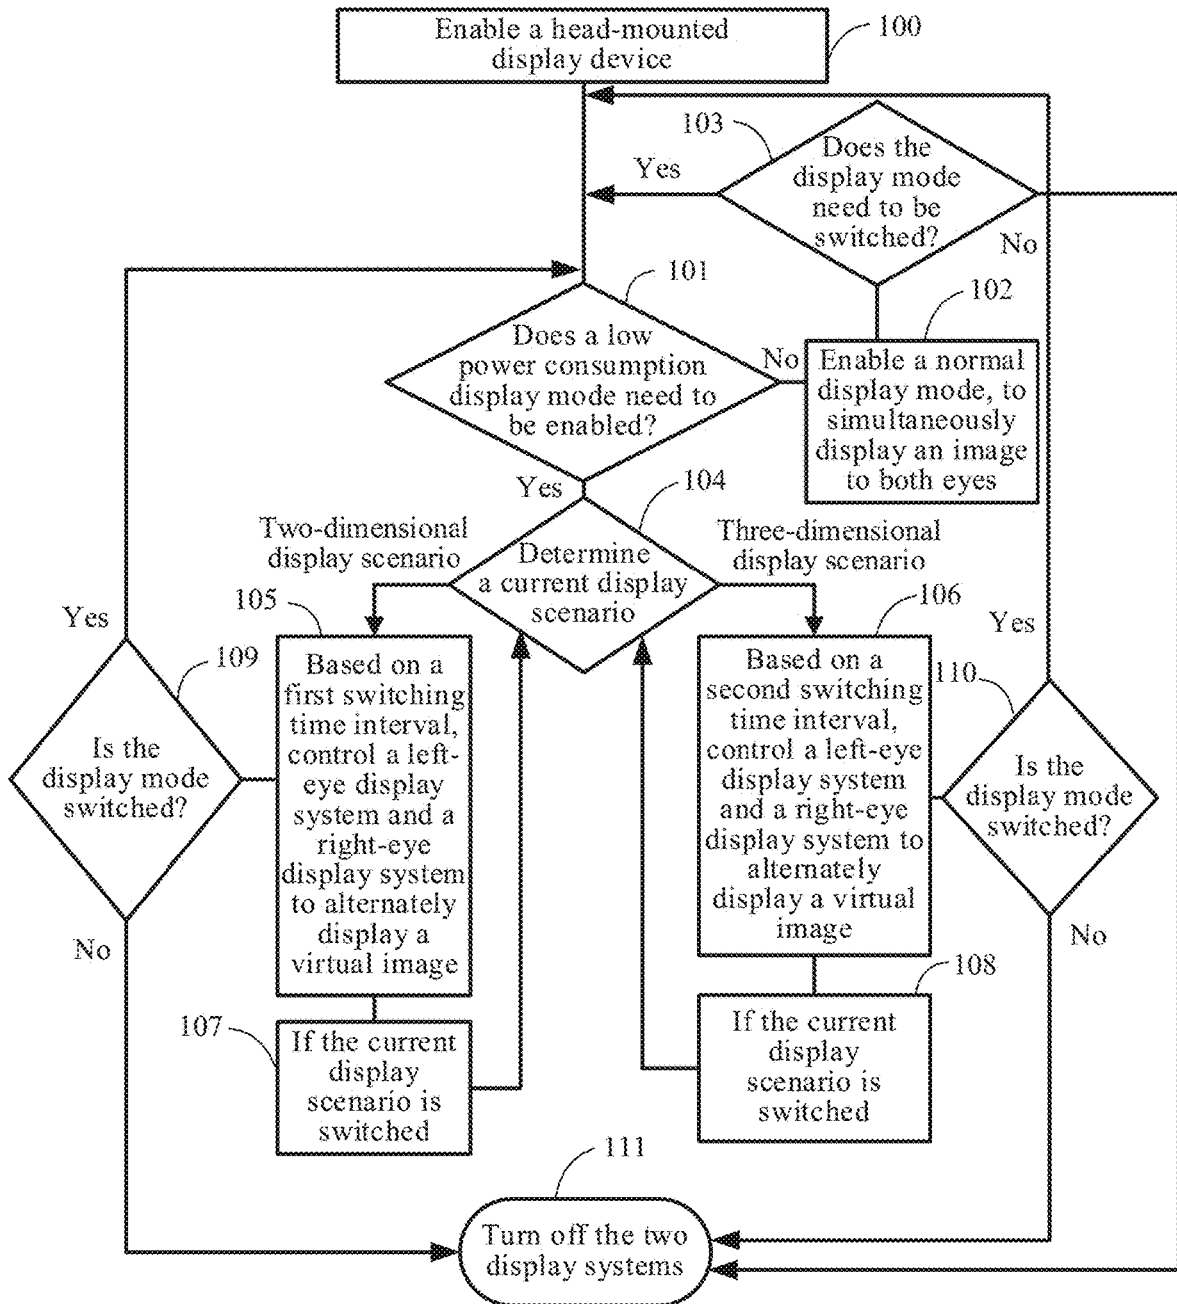 Enable a head-mounted
display device
100
103
Does the
display mode
need to be
switched?
Yes
No
101
Does a low
power consumption
display mode need to
be enabled?
No
102
Enable a normal
display mode, to
simultaneously
display an image
to both eyes
Yes
104
Determine
a current display
scenario
Two-dimensional
display scenario
Three-dimensional
display scenario
105
Based on a
first switching
time interval,
control a left-
eye display
system and a
right-eye
display system
to alternately
display a
virtual image
106
Based on a
second switching
time interval,
control a left-eye
display system
and a right-eye
display system to
alternately
display a virtual
image
Yes
109
Is the
display mode
switched?
No
Yes
110
Is the
display mode
switched?
No
107
If the current
display
scenario is
switched
108
If the current
display
scenario is
switched
111
Turn off the two
display systems